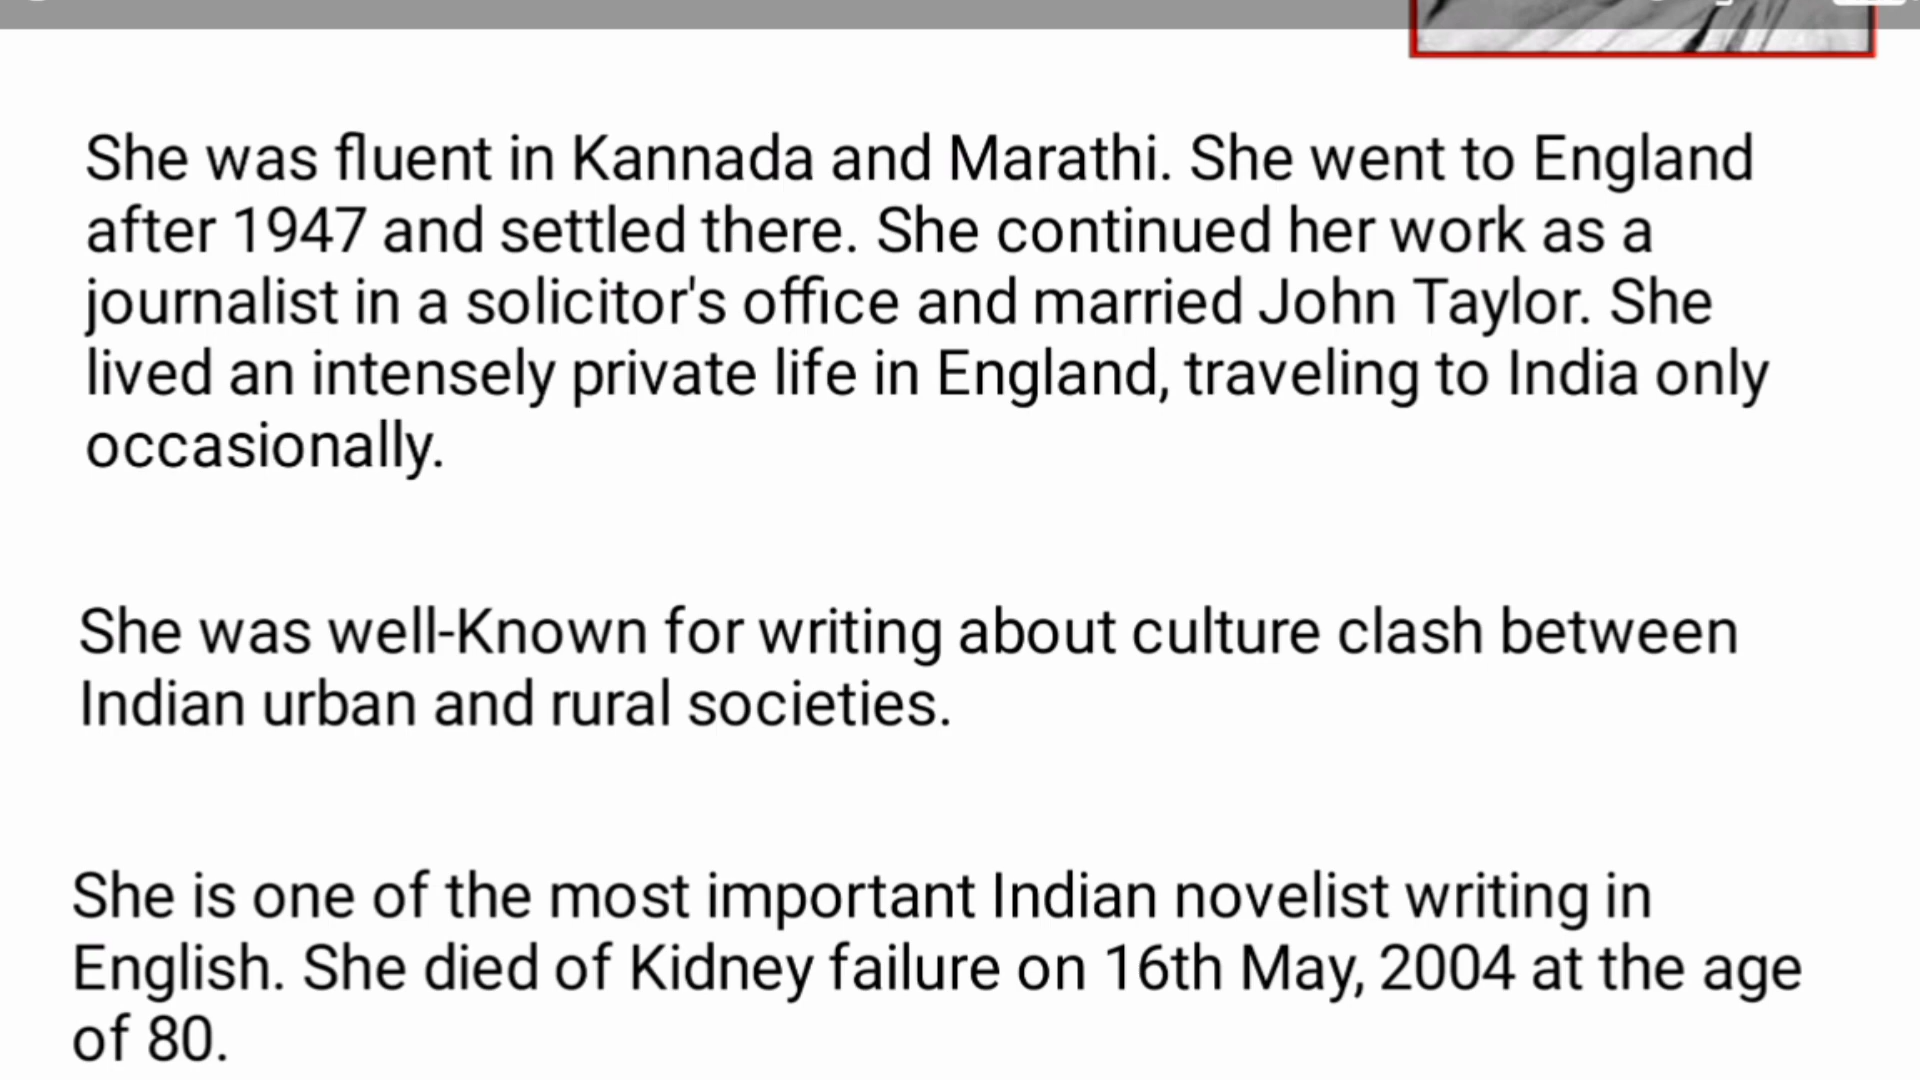 She was fluent in Kannada and Marathi. She went to England
after 1947 and settled there. She continued her work as a
journalist in a solicitor's office and married John Taylor. She
lived an intensely private life in England, traveling to India only
occasionally.
She was well-Known for writing about culture clash between
Indian urban and rural societies.
She is one of the most important Indian novelist writing in
English. She died of Kidney failure on 16th May, 2004 at the age
of 80.